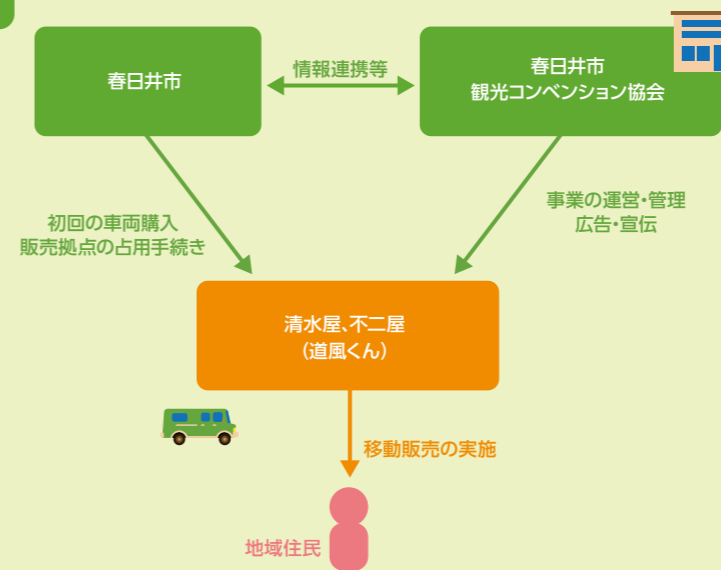 春日井市
情報連携等
春日井市
観光コンベンション協会
初回の車両購入
販売拠点の占用手続き
事業の運営・管理
広告・宣伝
清水屋、不二屋
(道風くん)
移動販売の実施
地域住民